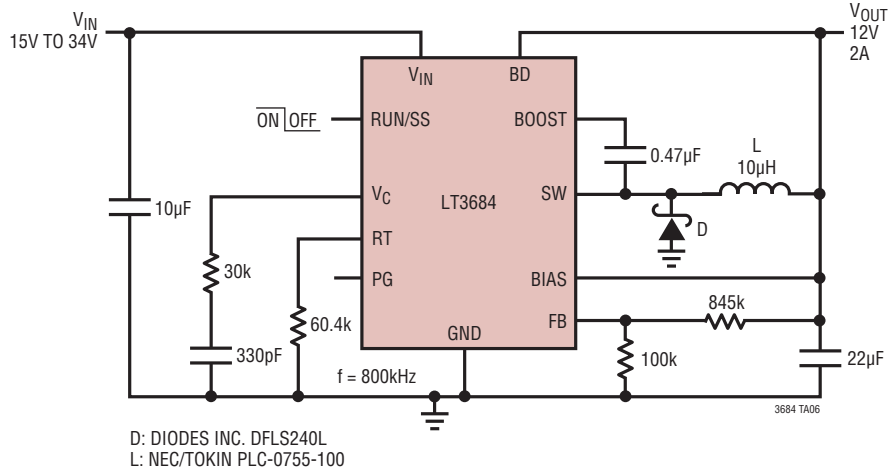 VIN
15V TO 34V
VOUT
12V
2A
VIN
BD
ON OFF
RUN/SS
BOOST
0.47µF
L
10µH
VC
LT3684
SW
10µF
D
RT
30k
PG
BIAS
60.4k
845k
FB
GND
330pF
100k
22µF
f = 800kHz
3684 TA06
D: DIODES INC. DFLS240L
L: NEC/TOKIN PLC-0755-100